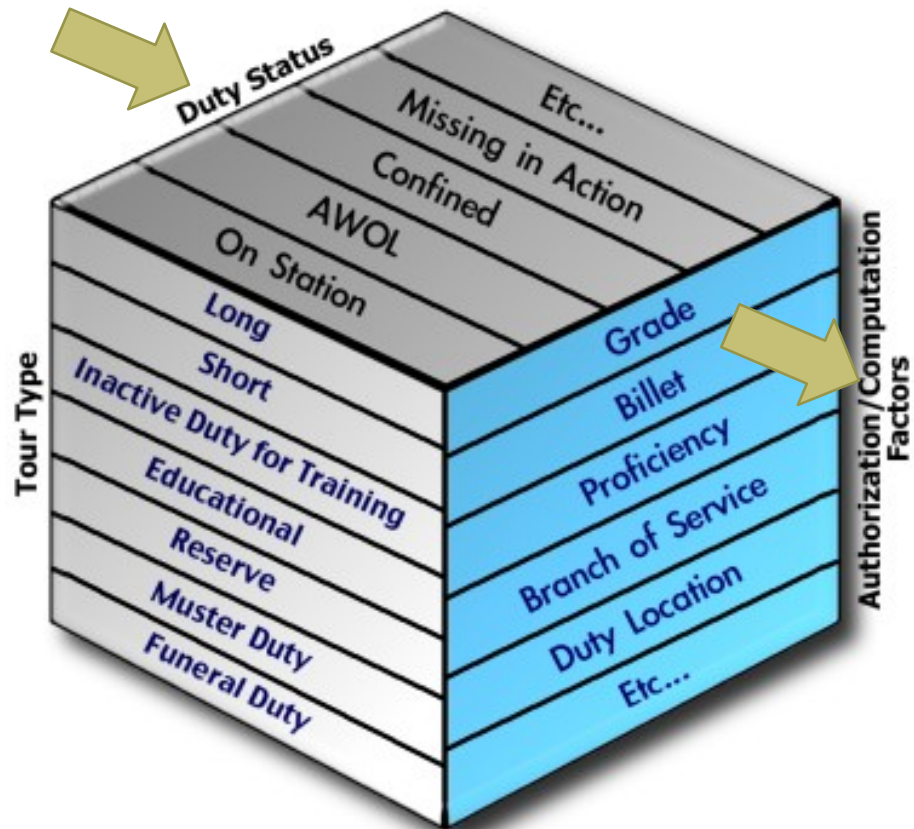 Duty Status
Etc...
Missing in Action
Confined
AWOL
On Station
Tour Type
Long
Short
Inactive Duty for Training
Educational
Reserve
Muster Duty
Funeral Duty
Grade
Billet
Proficiency
Branch of Service
Duty Location
Etc...
Authorization/Computation
Factors